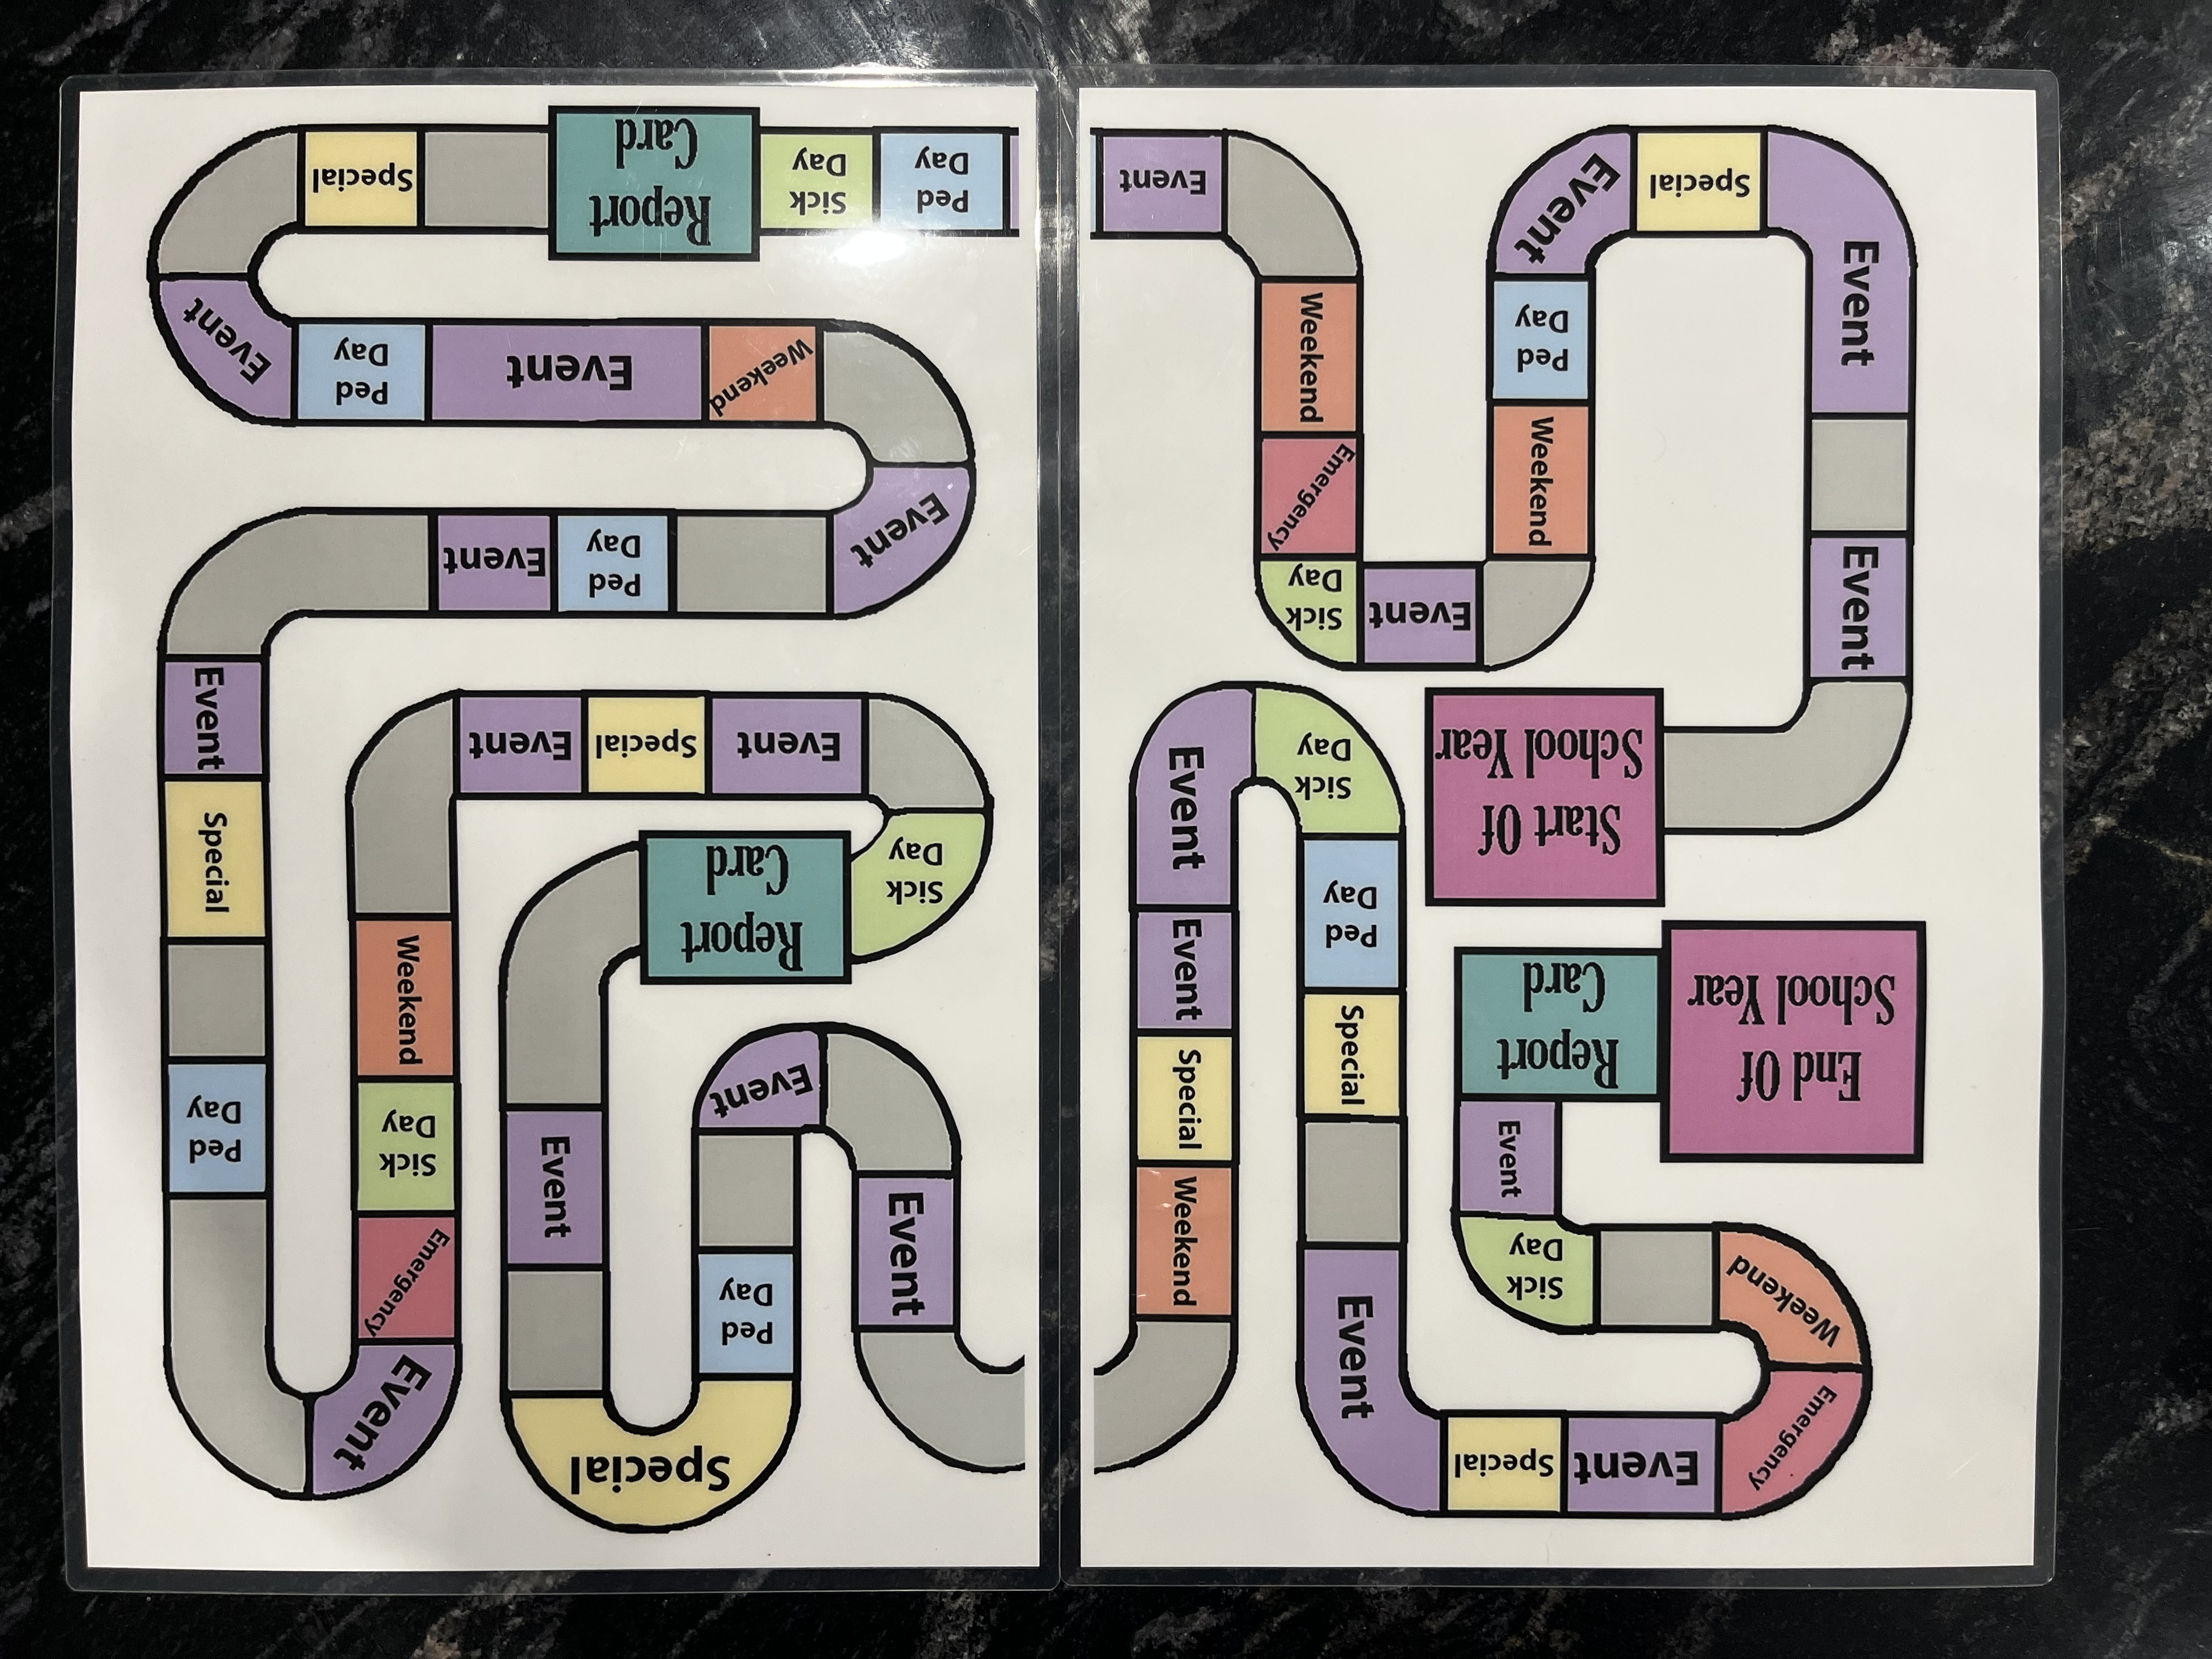 Start Of
School Year
Event
Event
Special
Event
Ped
Day
Weekend
Event
Sick
Day
Emergency
Weekend
Event
Ped
Day
Sick
Day
Report
Card
Special
Event
Ped
Day
Event
Weekend
Event
Ped
Day
Event
Event
Special
Ped
Day
Event
Emergency
Sick
Day
Weekend
Event
Special
Event
Sick
Day
Report
Card
Event
Special
Ped
Day
Event
Event
Weekend
Special
Event
Event
Sick
Day
Ped
Day
Special
Event
Special
Event
Emergency
Weekend
Sick
Day
Event
Report
Card
End Of
School Year